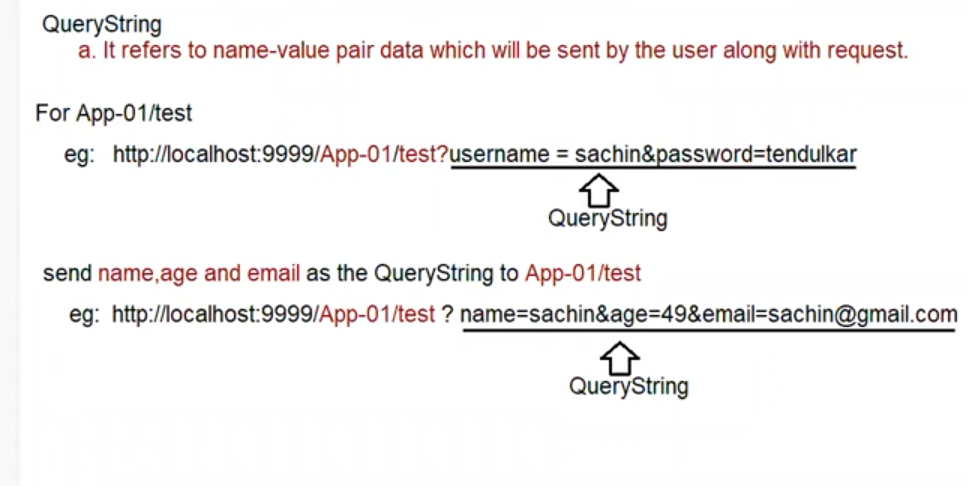 QueryString
a. It refers to name-value pair data which will be sent by the user along with request.
For App-01/test
eg: http://localhost:9999/App-01/test?username = sachin&password=tendulkar
QueryString
send name,age and email as the QueryString to App-01/test
eg: http://localhost:9999/App-01/test ? name=sachin&age=49&email=sachin@gmail.com
QueryString